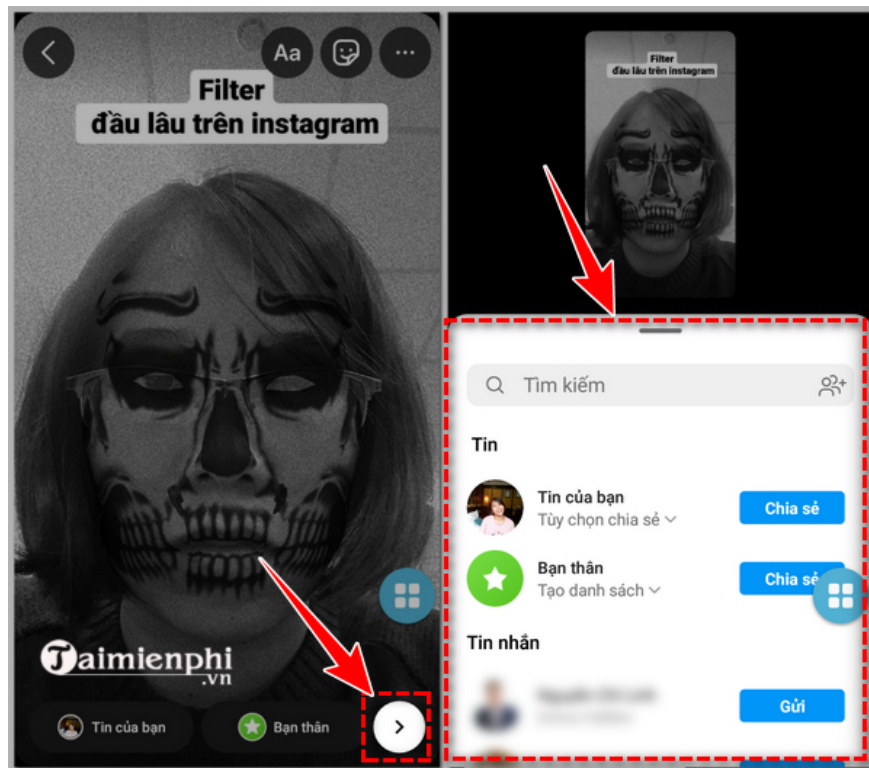 Aa
Filter
đầu lâu trên instagram
Taimienphi
.vn
Tin của bạn
Bạn thân
Filter
đầu lâu trên instagram
Tìm kiếm
Tin
Tin của bạn
Tùy chọn chia sẻ
Chia sẻ
Bạn thân
Tạo danh sách
Chia sẻ
Tin nhắn
Gửi